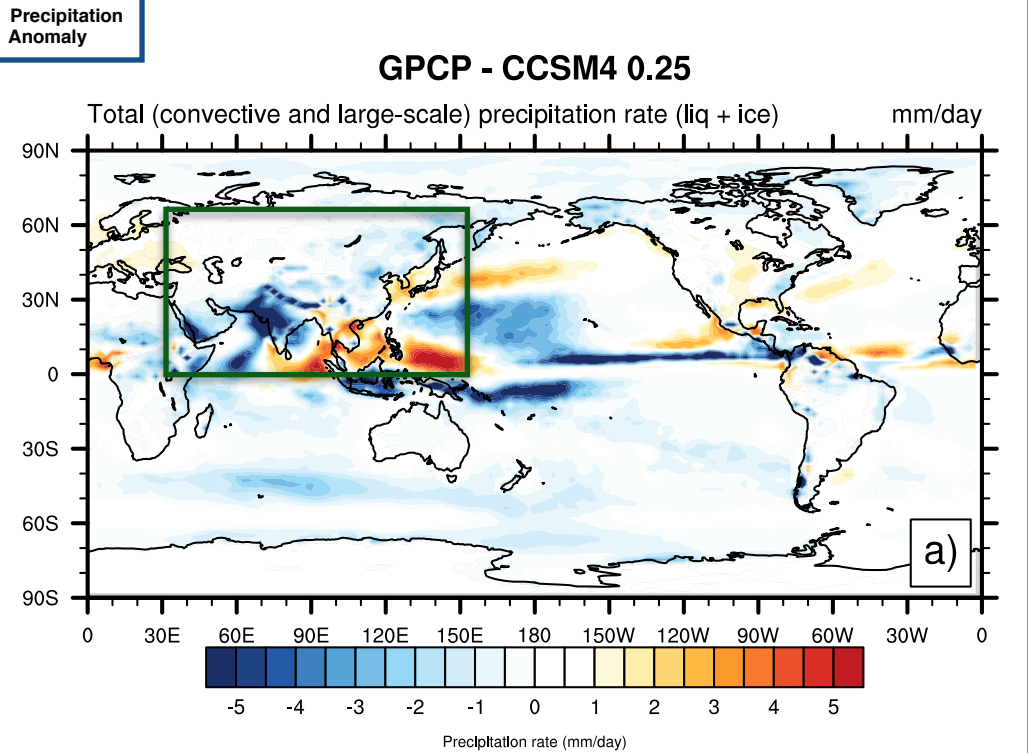 Precipitation
Anomaly
GPCP - CCSM4 0.25
Total (convective and large-scale) precipitation rate (liq + ice) mm/day
90N
60N
30N
0
30S
60S
90S
a)
0 30E 60E 90E 120E 150E 180 150W 120W 90W 60W 30W 0
-5 -4 -3 -2 -1 0 1 2 3 4 5
Precipitation rate (mm/day)